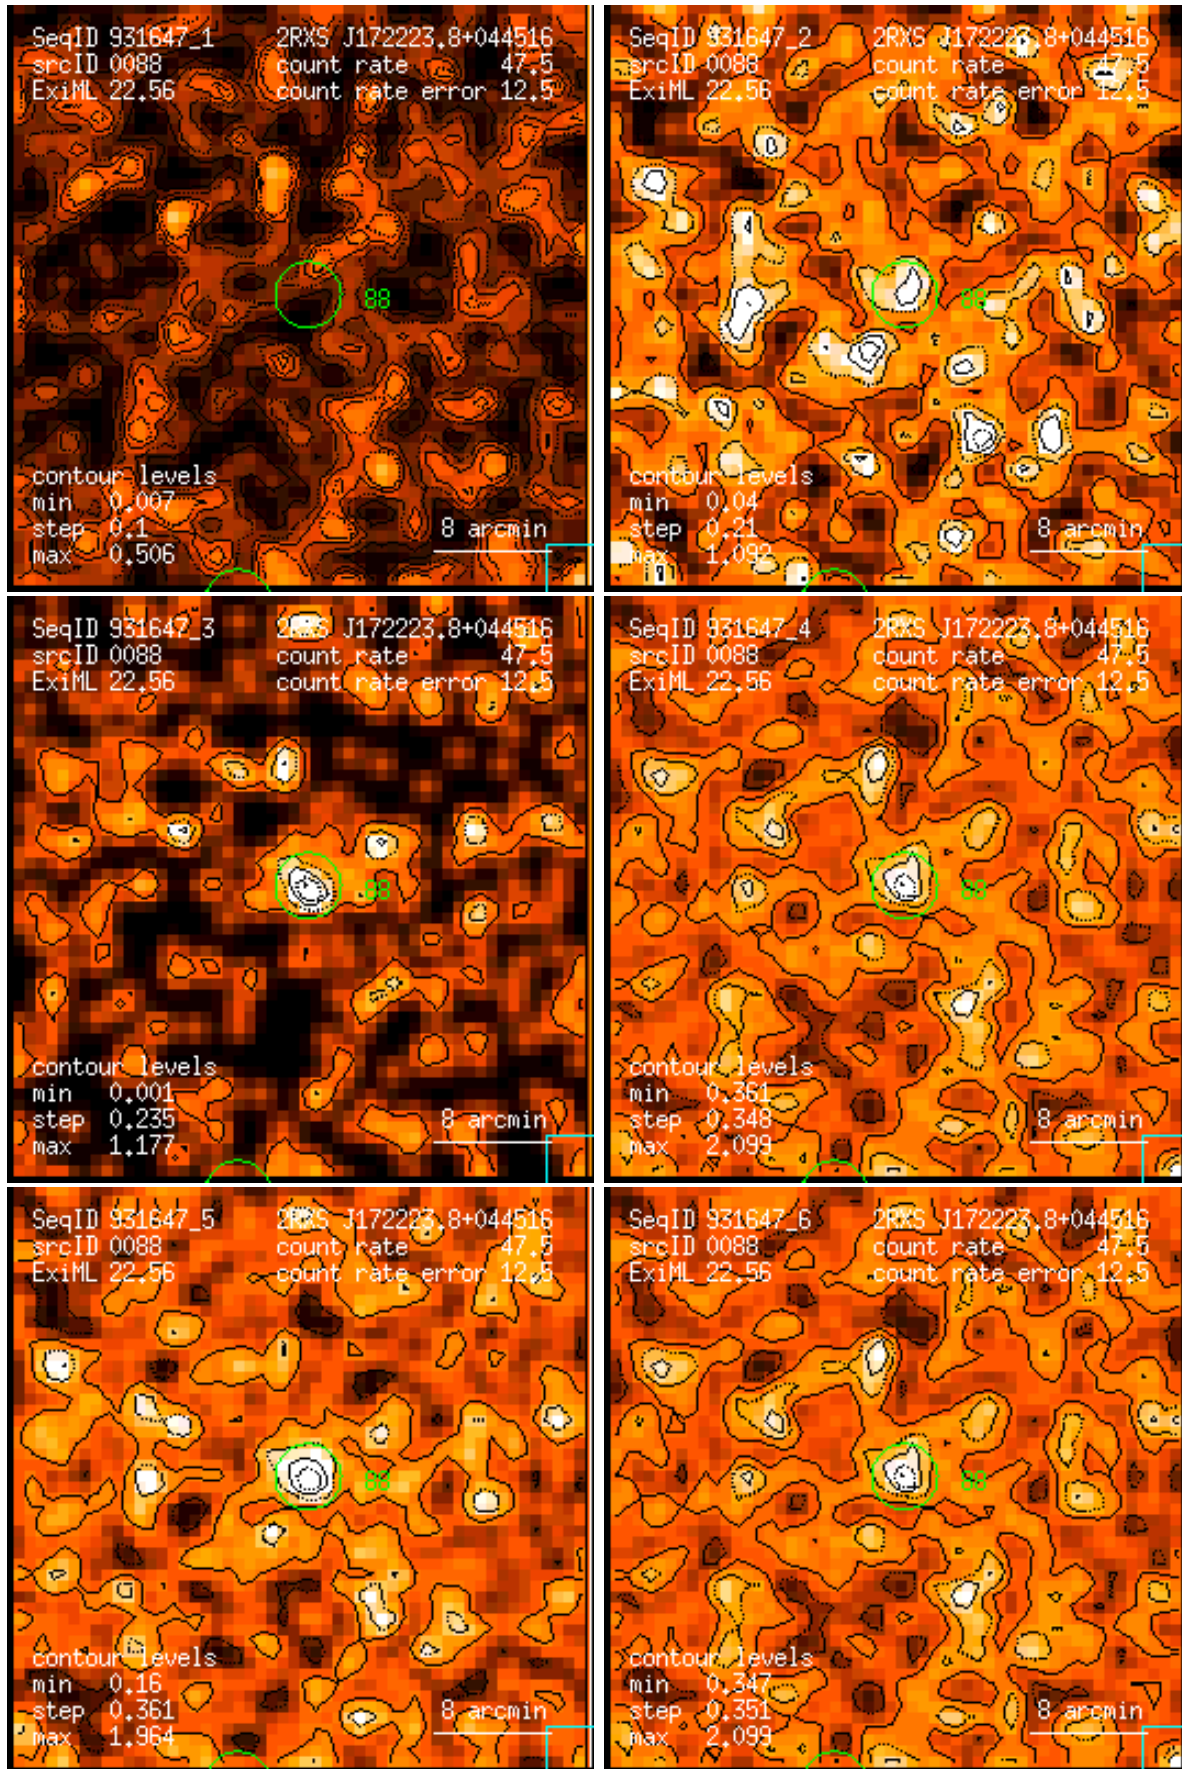 SeqID 931647_1 2RXS J172223.8+044516
srcID 0088 count rate 47.5
ExiML 22.56 count rate error 12.5
88
contour levels
min 0.007
step 0.1 8 arcmin
max 0.506
SeqID 931647_2 2RXS J172223.8+044516
srcID 0088 count rate 47.5
ExiML 22.56 count rate error 12.5
88
contour levels
min 0.04
step 0.21 8 arcmin
max 1.092
SeqID 931647_3 2RXS J172223.8+044516
srcID 0088 count rate 47.5
ExiML 22.56 count rate error 12.5
88
contour levels
min 0.001
step 0.235 8 arcmin
max 1.177
SeqID 931647_4 2RXS J172223.8+044516
srcID 0088 count rate 47.5
ExiML 22.56 count rate error 12.5
88
contour levels
min 0.361
step 0.348 8 arcmin
max 2.099
SeqID 931647_5 2RXS J172223.8+044516
srcID 0088 count rate 47.5
ExiML 22.56 count rate error 12.5
88
contour levels
min 0.16
step 0.361 8 arcmin
max 1.964
SeqID 931647_6 2RXS J172223.8+044516
srcID 0088 count rate 47.5
ExiML 22.56 count rate error 12.5
88
contour levels
min 0.347
step 0.351 8 arcmin
max 2.099